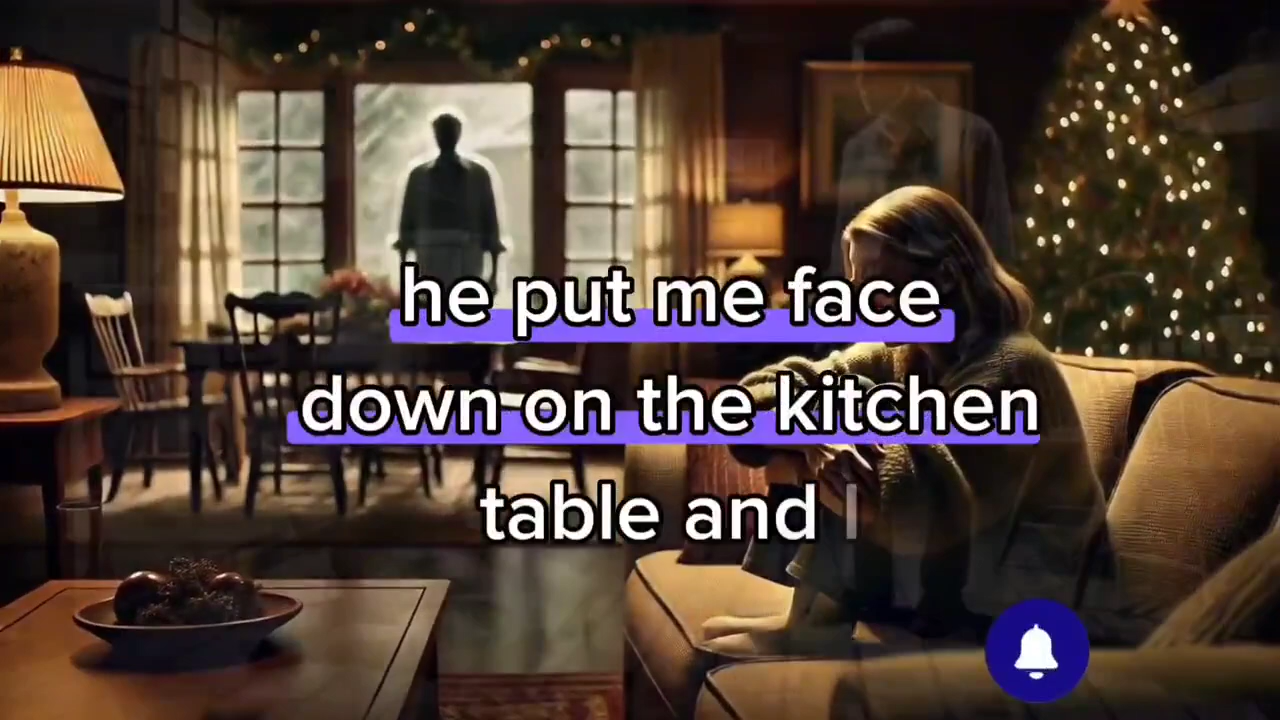 he put me face
down on the kitchen
table and I